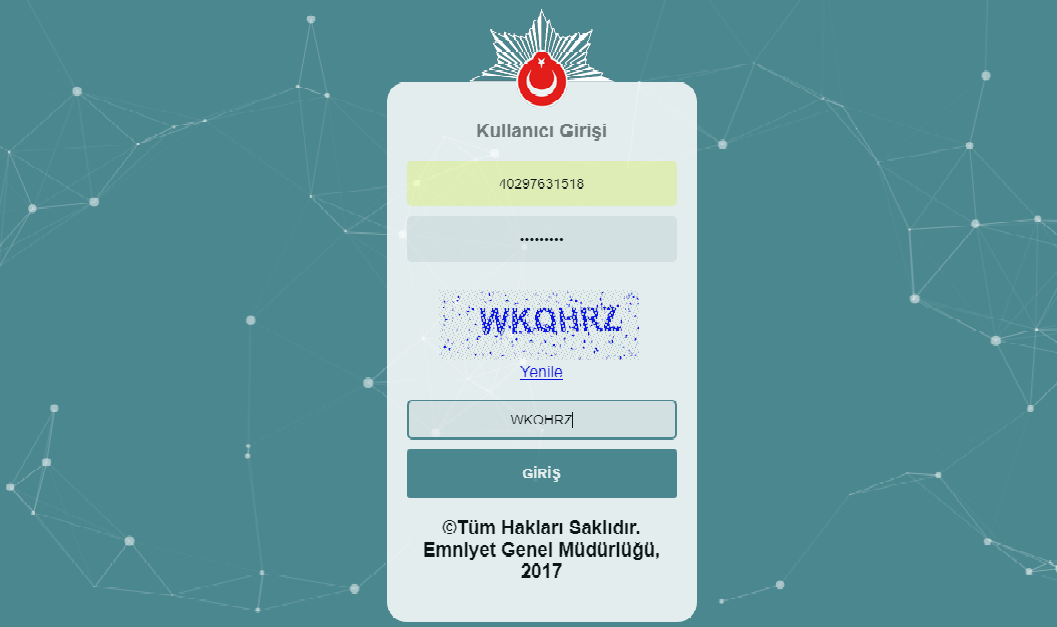 Kullanıcı Girişi
40297631518
WKQHRZ
Yenile
WKQHRZ
GİRİŞ
©Tüm Hakları Saklıdır.
Emniyet Genel Müdürlüğü,
2017